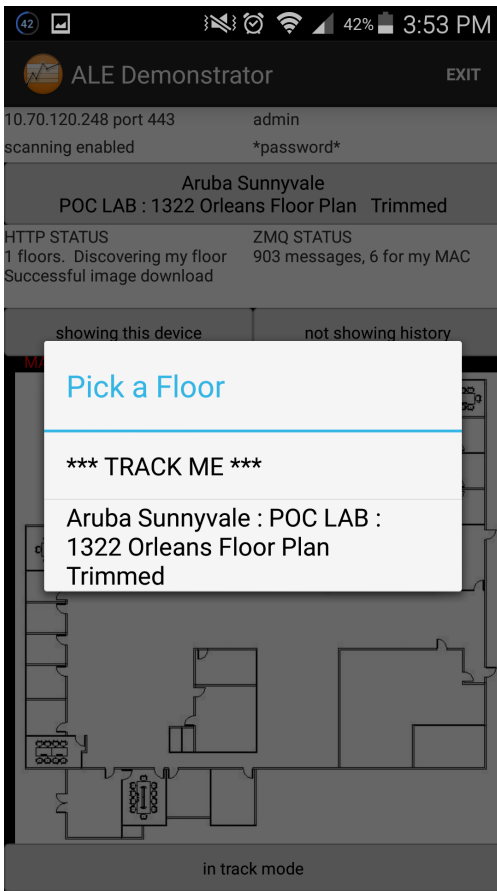 42
42% 3:53 PM
ALE Demonstrator EXIT
10.70.120.248 port 443 admin
scanning enabled *password*
Aruba Sunnyvale
POC LAB : 1322 Orleans Floor Plan Trimmed
HTTP STATUS ZMQ STATUS
1 floors. Discovering my floor 903 messages, 6 for my MAC
Successful image download
showing this device not showing history
Pick a Floor
*** TRACK ME ***
Aruba Sunnyvale : POC LAB :
1322 Orleans Floor Plan
Trimmed
in track mode